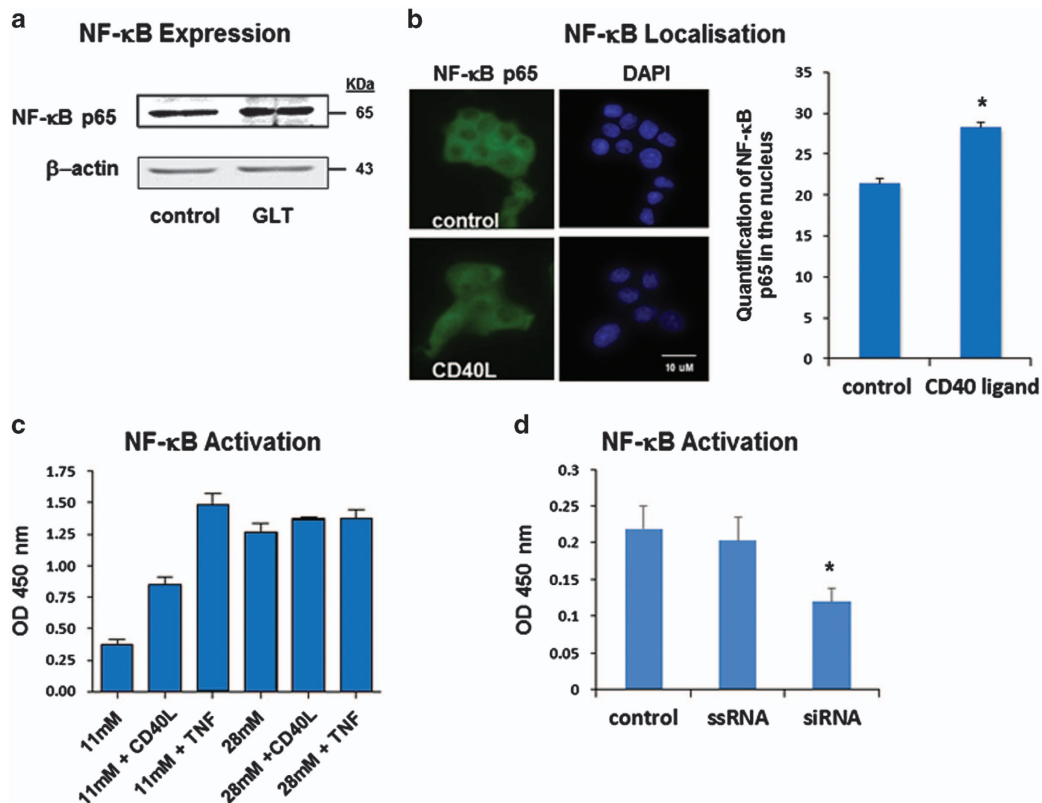 a
NF-κB Expression
KDa
NF-κB p65
65
β–actin
43
control GLT
b
NF-κB Localisation
NF-κB p65 DAPI
control
CD40L
10 uM
Quantification of NF-κB
p65 in the nucleus
35
30
25
20
15
10
5
0
*
control CD40 ligand
c
NF-κB Activation
OD 450 nm
1.75
1.50
1.25
1.00
0.75
0.50
0.25
0.00
11mM
11mM + CD40L
11mM + TNF
28mM
28mM +CD40L
28mM + TNF
d
NF-κB Activation
OD 450 nm
0.3
0.25
0.2
0.15
0.1
0.05
0
*
control ssRNA siRNA